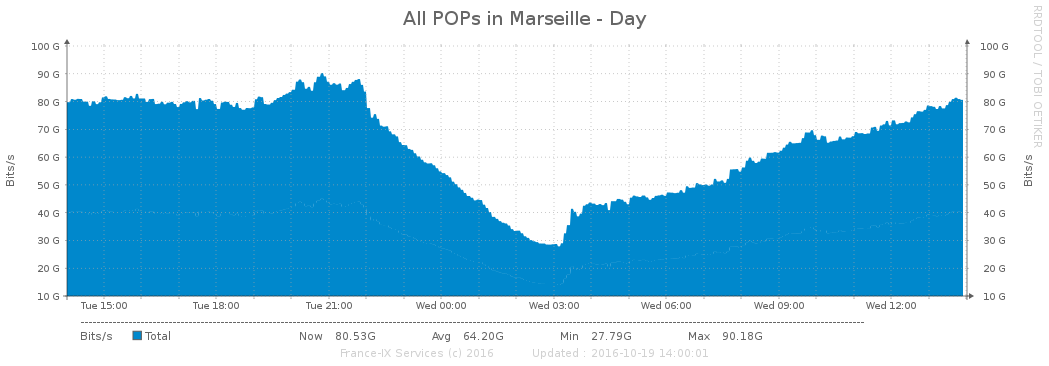 All POPs in Marseille - Day
RRDTOOL / TOBI OETIKER
100 G 100 G
90 G 90 G
80 G 80 G
70 G 70 G
60 G 60 G
50 G 50 G
40 G 40 G
30 G 30 G
20 G 20 G
10 G 10 G
Bits/s
Bits/s
Tue 15:00 Tue 18:00 Tue 21:00 Wed 00:00 Wed 03:00 Wed 06:00 Wed 09:00 Wed 12:00
Bits/s Total Now 80.53G Avg 64.20G Min 27.79G Max 90.18G
France-IX Services (c) 2016 Updated : 2016-10-19 14:00:01